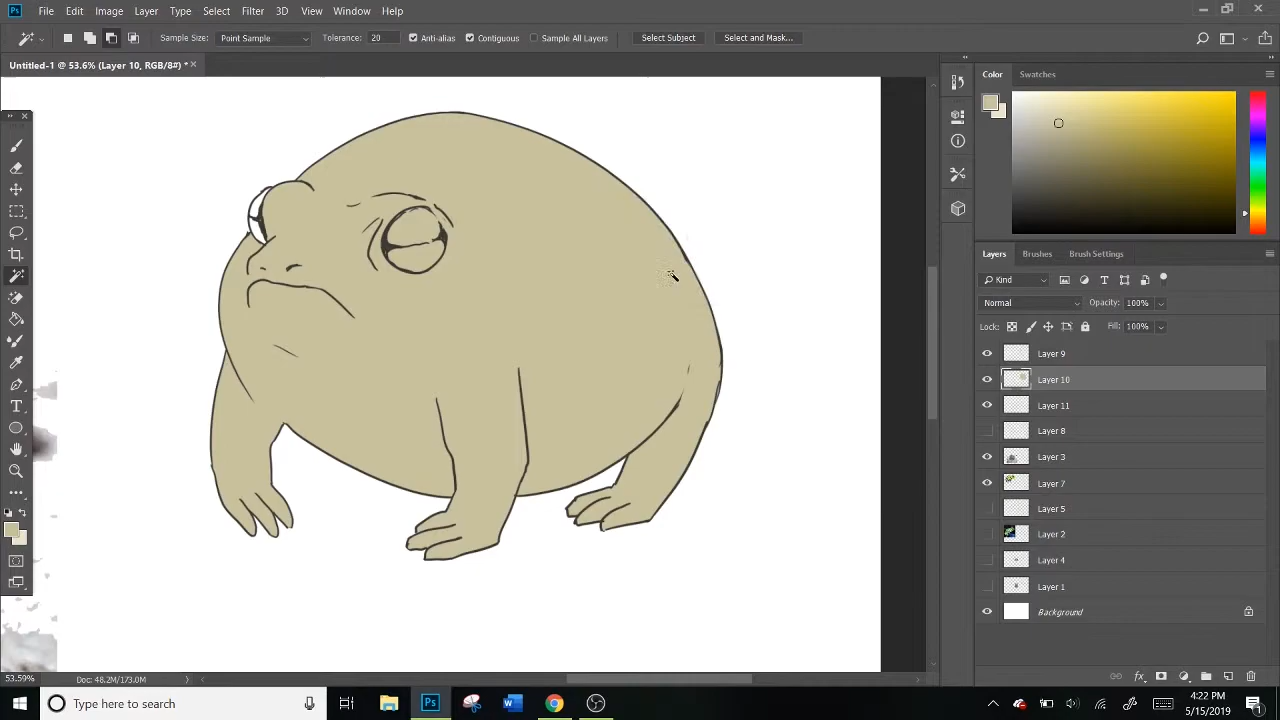 Ps File Edit Image Layer Type Select Filter 3D View Window Help
Sample Size: Point Sample Tolerance: 20 Anti-alias Contiguous Sample All Layers Select Subject Select and Mask...
Untitled-1 @ 53.6% (Layer 10, RGB/8#) *
Color Swatches
Layers Brushes Brush Settings
Kind
Normal Opacity: 100%
Lock: Fill: 100%
Layer 9
Layer 10
Layer 11
Layer 8
Layer 3
Layer 7
Layer 5
Layer 2
Layer 4
Layer 1
Background
53.59% Doc: 48.2M/173.0M
Type here to search
Ps
4:22 PM
5/15/2019
1